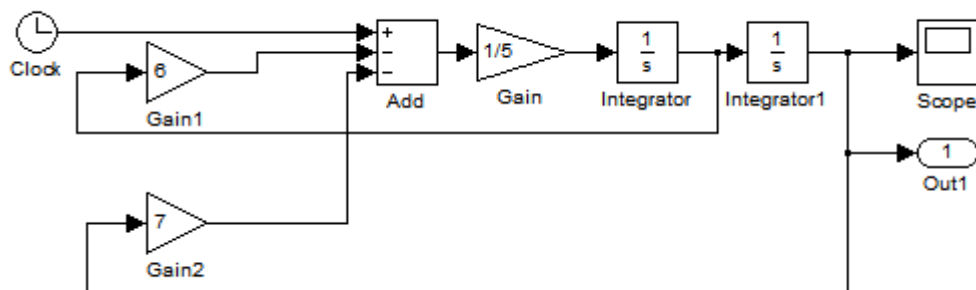 Clock
6
Gain1
+
−
−
Add
1/5
Gain
1
s
Integrator
1
s
Integrator1
Scope
1
Out1
7
Gain2